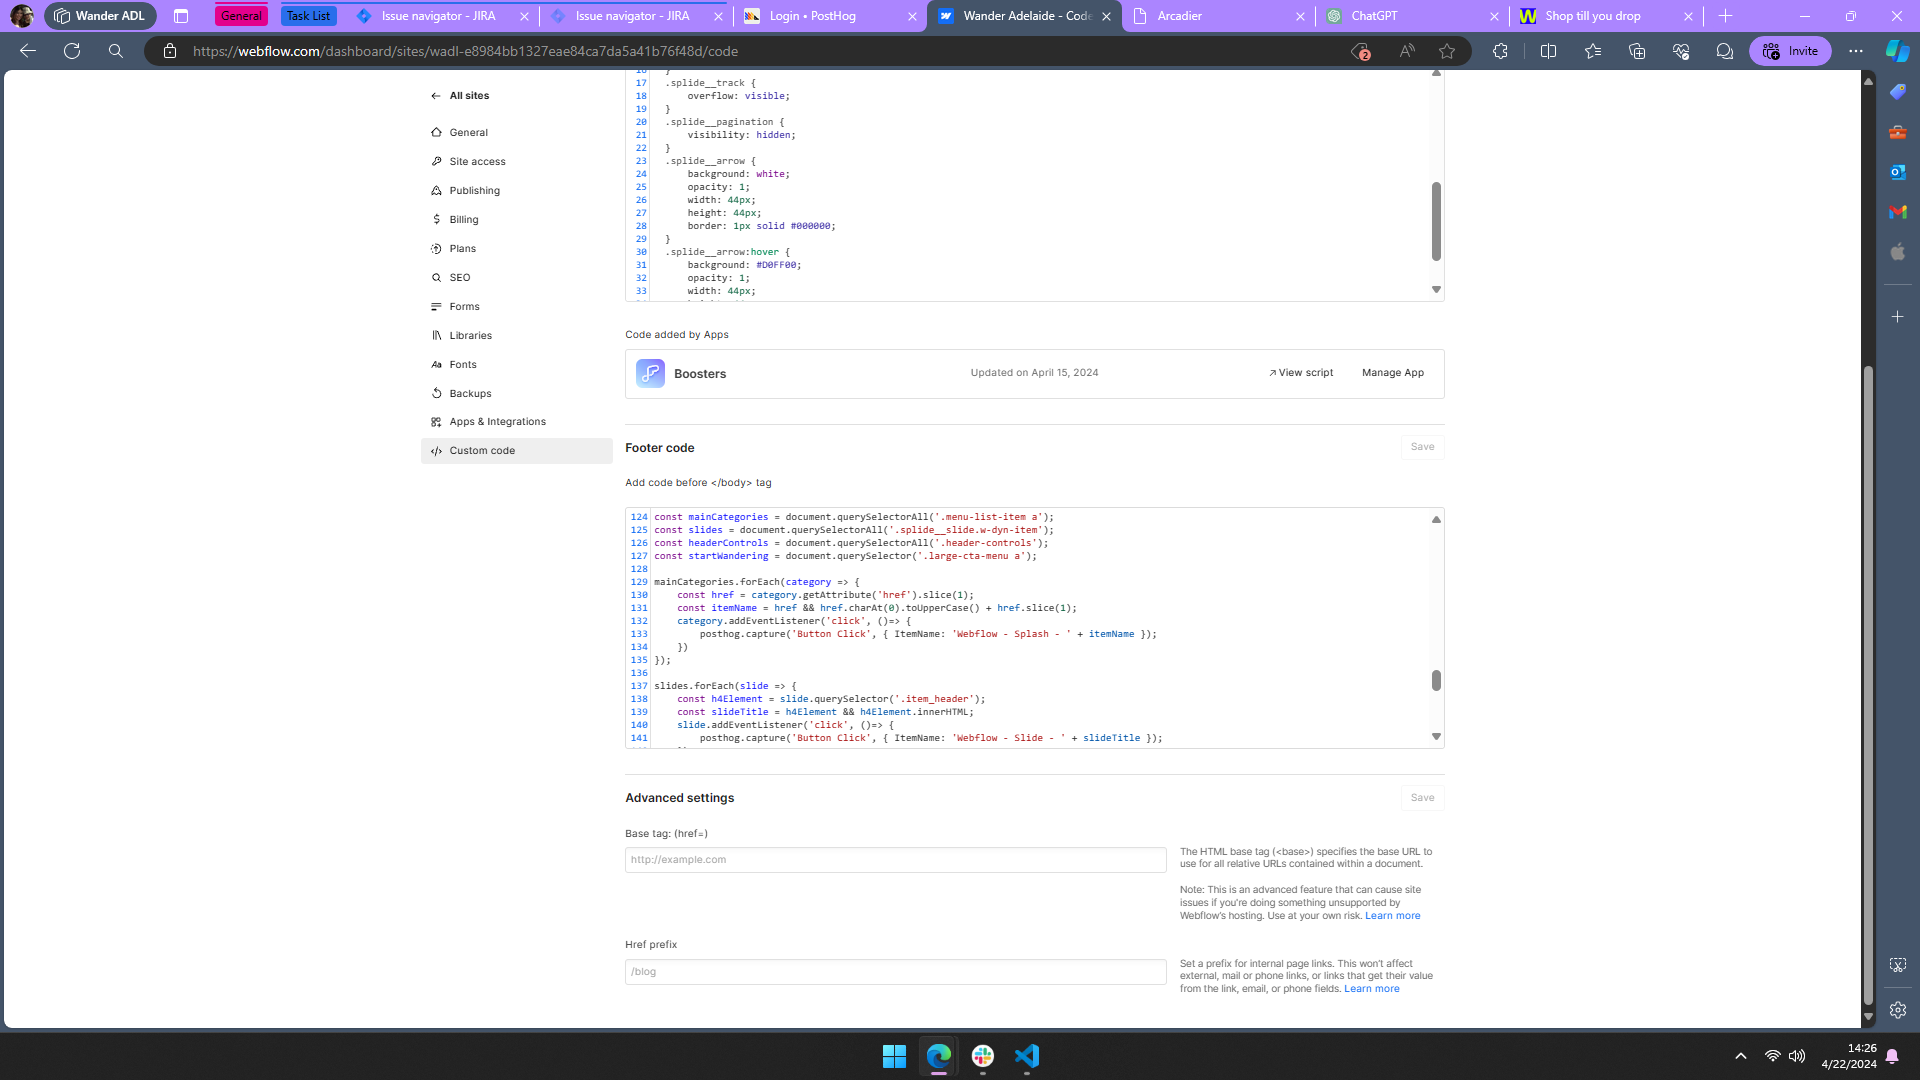 Wander ADL
General
Task List
Issue navigator - JIRA
Issue navigator - JIRA
Login • PostHog
Wander Adelaide - Code
Arcadier
ChatGPT
Shop till you drop
https://webflow.com/dashboard/sites/wadl-e8984bb1327eae84ca7da5a41b76f48d/code
2
Invite
All sites
General
Site access
Publishing
Billing
Plans
SEO
Forms
Libraries
Fonts
Backups
Apps & Integrations
Custom code
16 }
17 .splide__track {
18 overflow: visible;
19 }
20 .splide__pagination {
21 visibility: hidden;
22 }
23 .splide__arrow {
24 background: white;
25 opacity: 1;
26 width: 44px;
27 height: 44px;
28 border: 1px solid #000000;
29 }
30 .splide__arrow:hover {
31 background: #D0FF00;
32 opacity: 1;
33 width: 44px;
Code added by Apps
Boosters
Updated on April 15, 2024
View script
Manage App
Footer code
Save
Add code before </body> tag
124 const mainCategories = document.querySelectorAll('.menu-list-item a');
125 const slides = document.querySelectorAll('.splide__slide.w-dyn-item');
126 const headerControls = document.querySelectorAll('.header-controls');
127 const startWandering = document.querySelector('.large-cta-menu a');
128
129 mainCategories.forEach(category => {
130 const href = category.getAttribute('href').slice(1);
131 const itemName = href && href.charAt(0).toUpperCase() + href.slice(1);
132 category.addEventListener('click', ()=> {
133 posthog.capture('Button Click', { ItemName: 'Webflow - Splash - ' + itemName });
134 })
135 });
136
137 slides.forEach(slide => {
138 const h4Element = slide.querySelector('.item_header');
139 const slideTitle = h4Element && h4Element.innerHTML;
140 slide.addEventListener('click', ()=> {
141 posthog.capture('Button Click', { ItemName: 'Webflow - Slide - ' + slideTitle });
Advanced settings
Save
Base tag: (href=)
http://example.com
The HTML base tag (<base>) specifies the base URL to
use for all relative URLs contained within a document.
Note: This is an advanced feature that can cause site
issues if you're doing something unsupported by
Webflow's hosting. Use at your own risk. Learn more
Href prefix
/blog
Set a prefix for internal page links. This won't affect
external, mail or phone links, or links that get their value
from the link, email, or phone fields. Learn more
14:26
4/22/2024